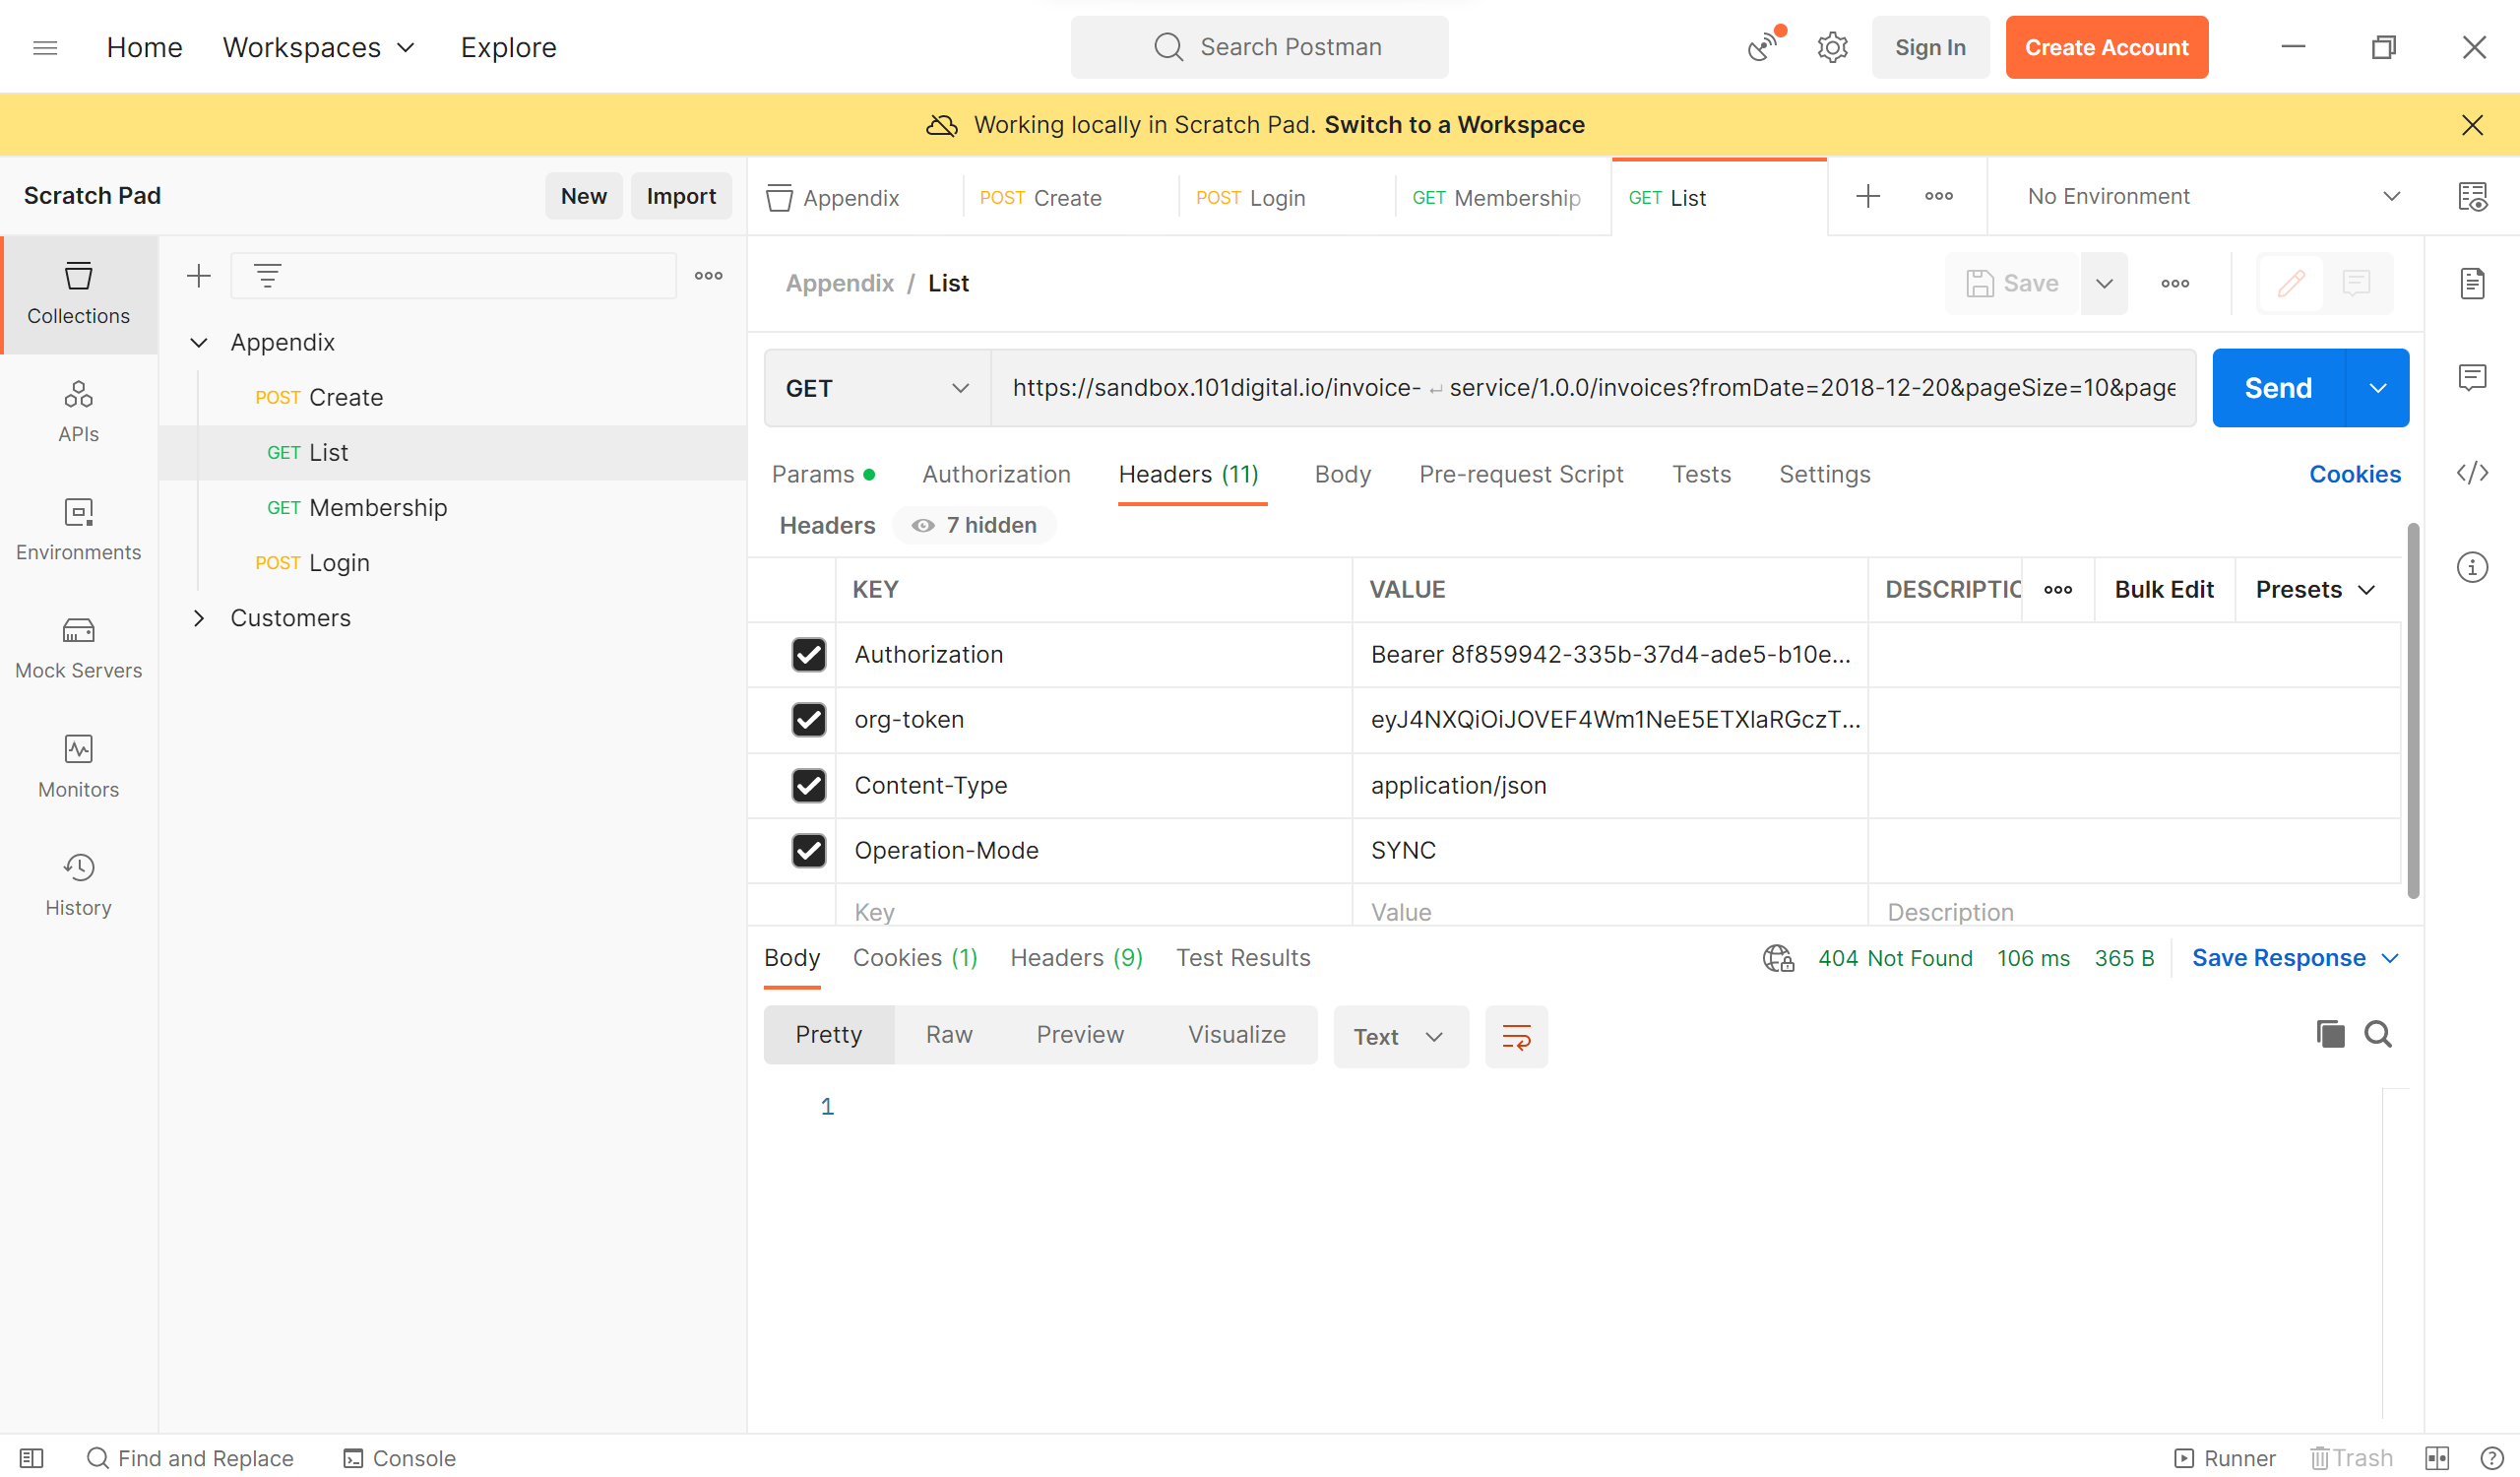 Home Workspaces Explore Search Postman Sign In Create Account
Working locally in Scratch Pad. Switch to a Workspace
Scratch Pad New Import
Appendix POST Create POST Login GET Membership GET List No Environment
Collections
APIs
Environments
Mock Servers
Monitors
History
Appendix
POST Create
GET List
GET Membership
POST Login
Customers
Appendix / List Save
GET https://sandbox.101digital.io/invoice- ↵ service/1.0.0/invoices?fromDate=2018-12-20&pageSize=10&page Send
Params Authorization Headers (11) Body Pre-request Script Tests Settings Cookies
Headers 7 hidden
KEY VALUE DESCRIPTIO Bulk Edit Presets
Authorization Bearer 8f859942-335b-37d4-ade5-b10e...
org-token eyJ4NXQiOiJOVEF4Wm1NeE5ETXlaRGczT...
Content-Type application/json
Operation-Mode SYNC
Key Value Description
Body Cookies (1) Headers (9) Test Results 404 Not Found 106 ms 365 B Save Response
Pretty Raw Preview Visualize Text
1
Find and Replace Console Runner Trash